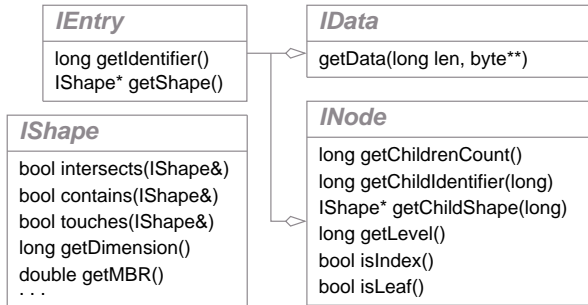 IEntry
long getIdentifier()
IShape* getShape()
IData
getData(long len, byte**)
IShape
bool intersects(IShape&)
bool contains(IShape&)
bool touches(IShape&)
long getDimension()
double getMBR()
. . .
INode
long getChildrenCount()
long getChildIdentifier(long)
IShape* getChildShape(long)
long getLevel()
bool isIndex()
bool isLeaf()